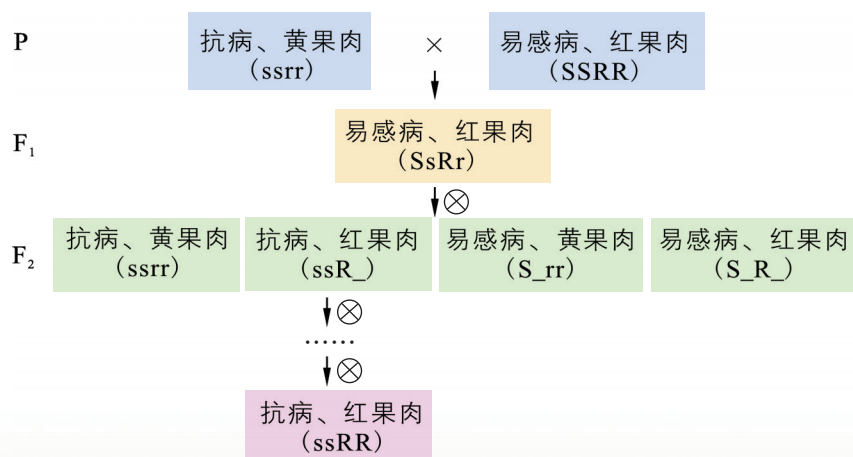 P
抗病、黄果肉
(ssrr)
×
易感病、红果肉
(SSRR)
F₁
易感病、红果肉
(SsRr)
F₂
抗病、黄果肉
(ssrr)
抗病、红果肉
(ssR_)
易感病、黄果肉
(S_rr)
易感病、红果肉
(S_R_)
……
抗病、红果肉
(ssRR)